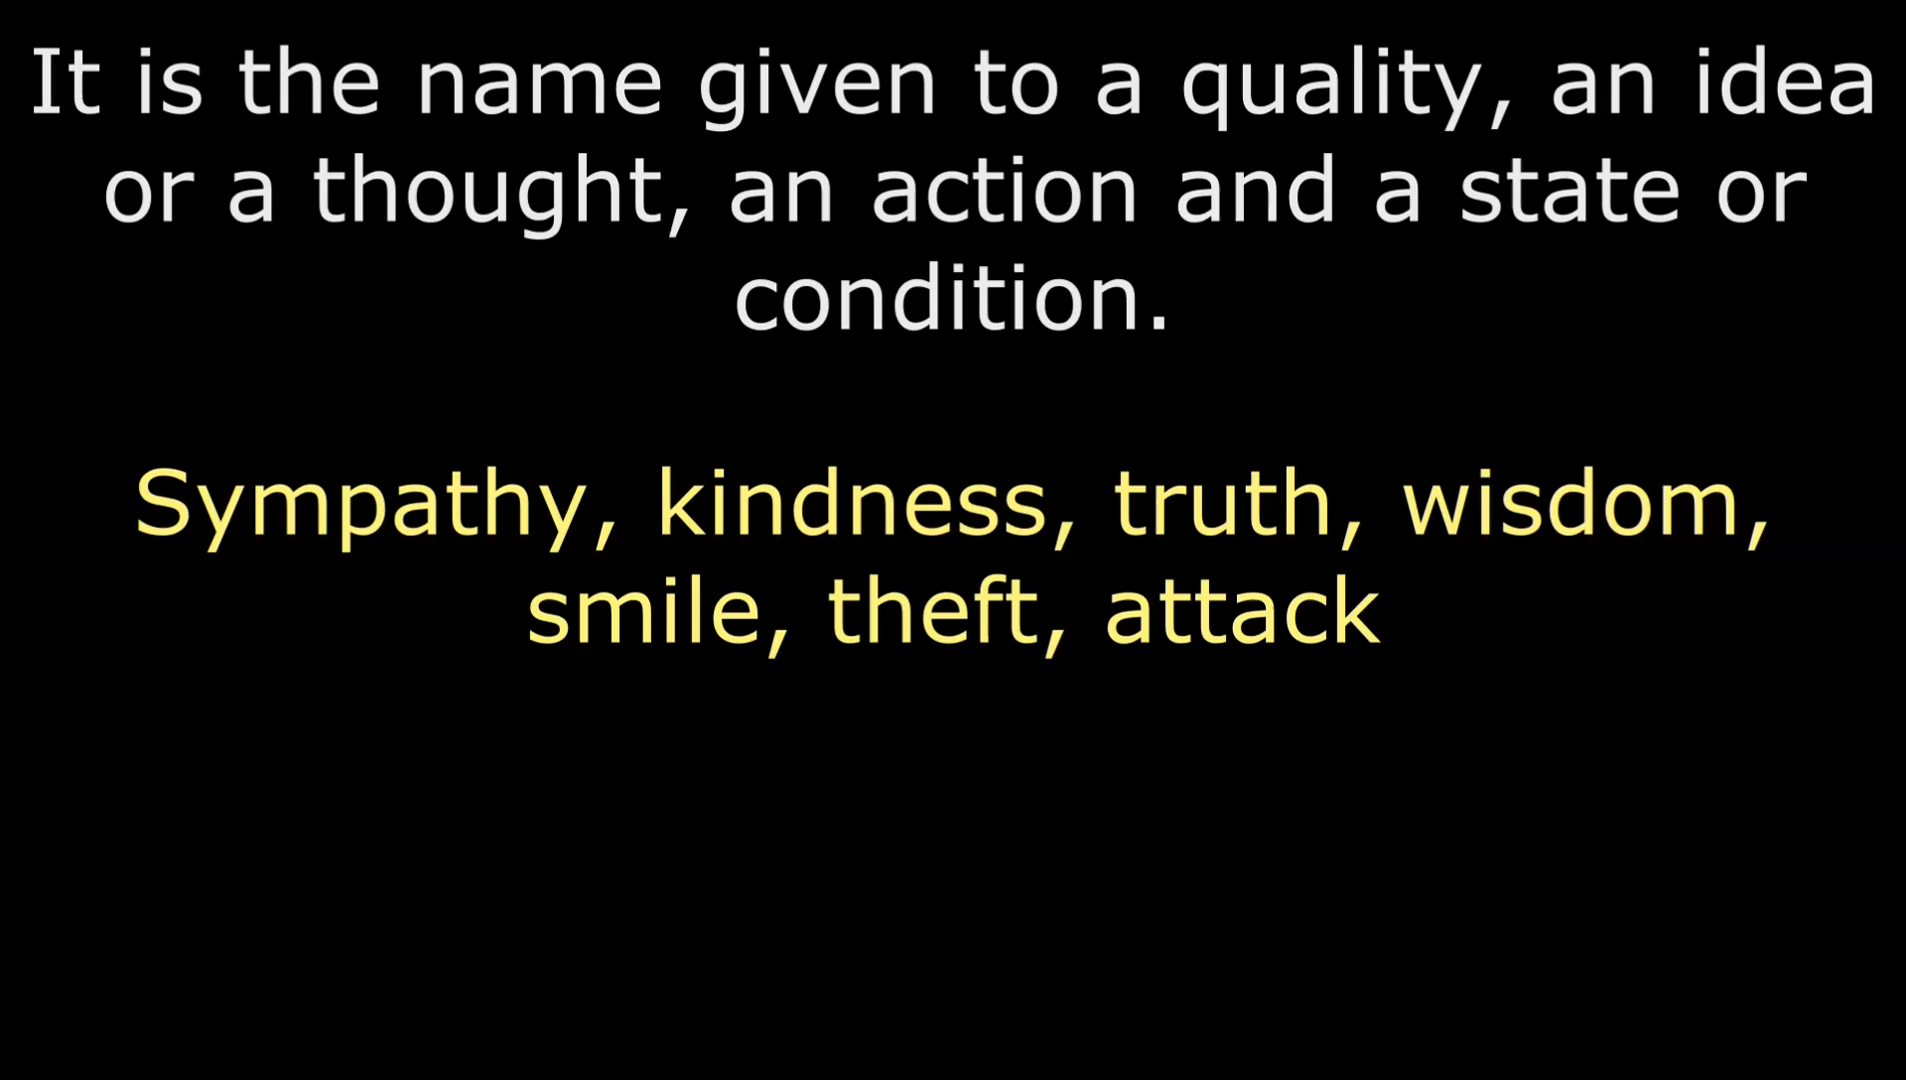 It is the name given to a quality, an idea
or a thought, an action and a state or
condition.
Sympathy, kindness, truth, wisdom,
smile, theft, attack